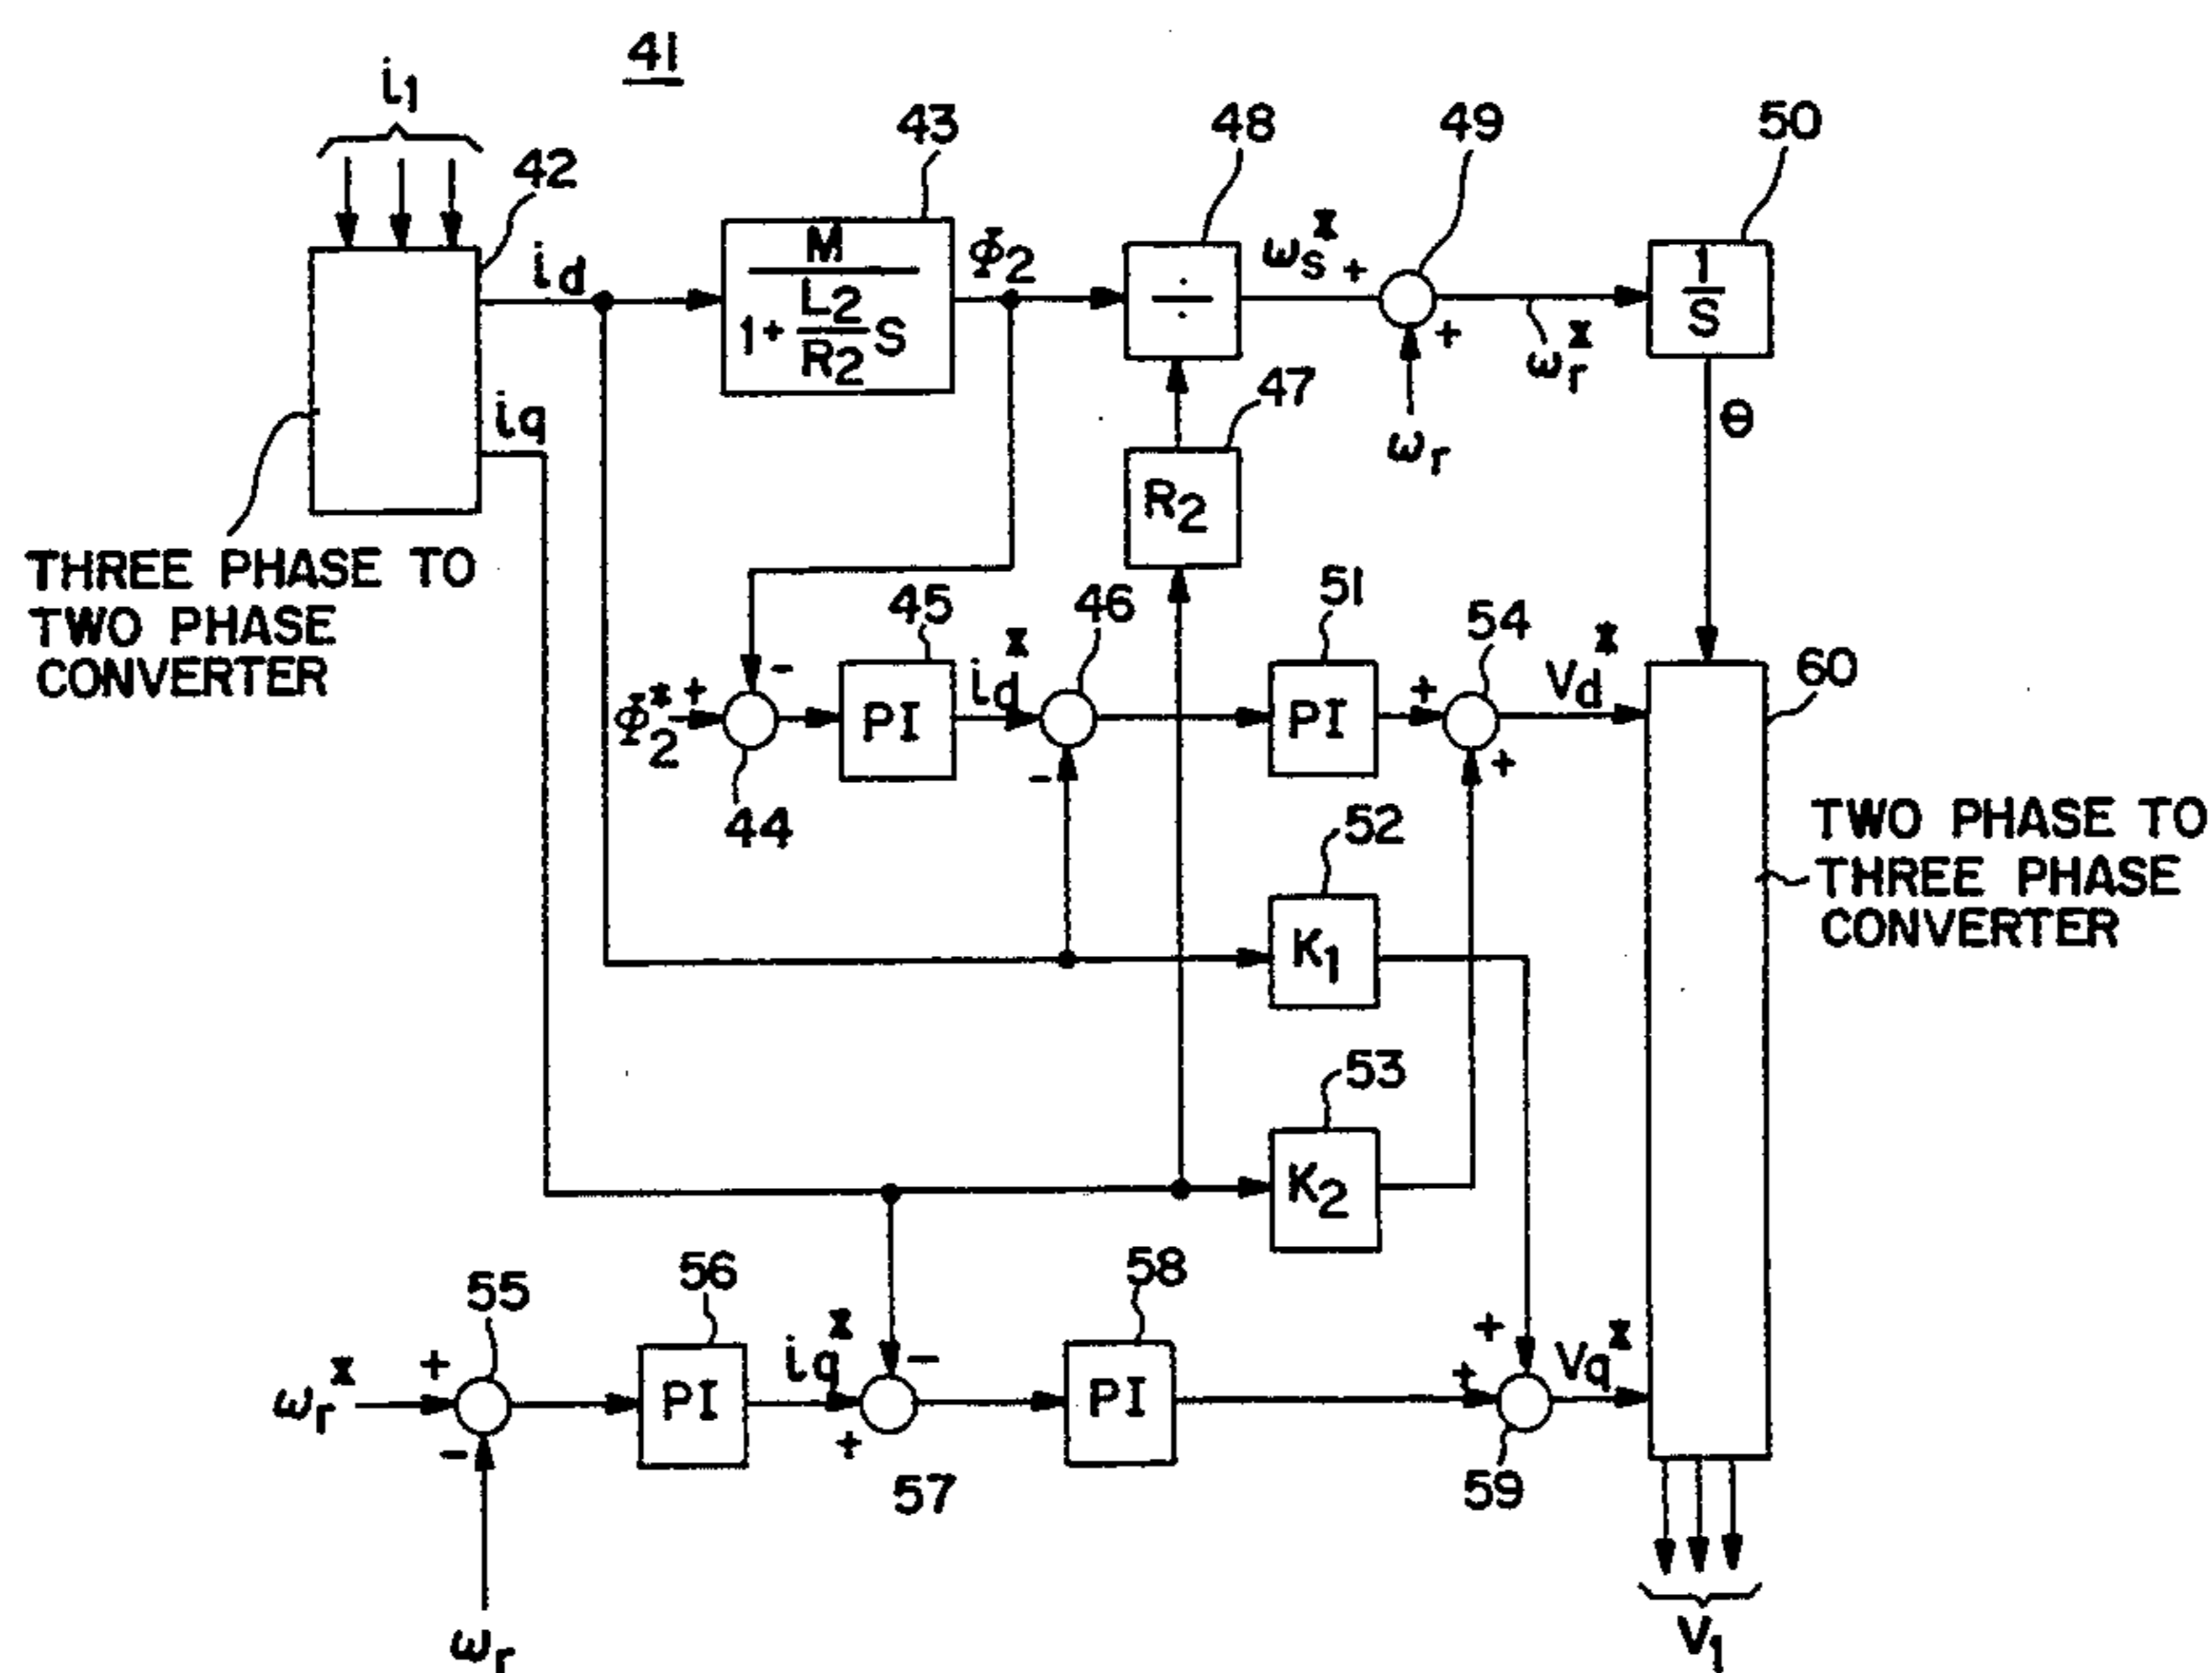 41
i1
42
43
48
49
50
id
M
1+ L2 R2 S
Φ2
÷
ωs* +
+
ωr*
1 S
47
iq
ωr
θ
R2
THREE PHASE TO
TWO PHASE
CONVERTER
45
46
51
54
60
Φ2* +
-
PI
id*
-
PI
+
+
Vd*
44
52
K1
TWO PHASE TO
THREE PHASE
CONVERTER
53
K2
55
56
58
ωr*
+
-
PI
iq*
-
+
PI
+
+
Vq*
57
59
ωr
V1